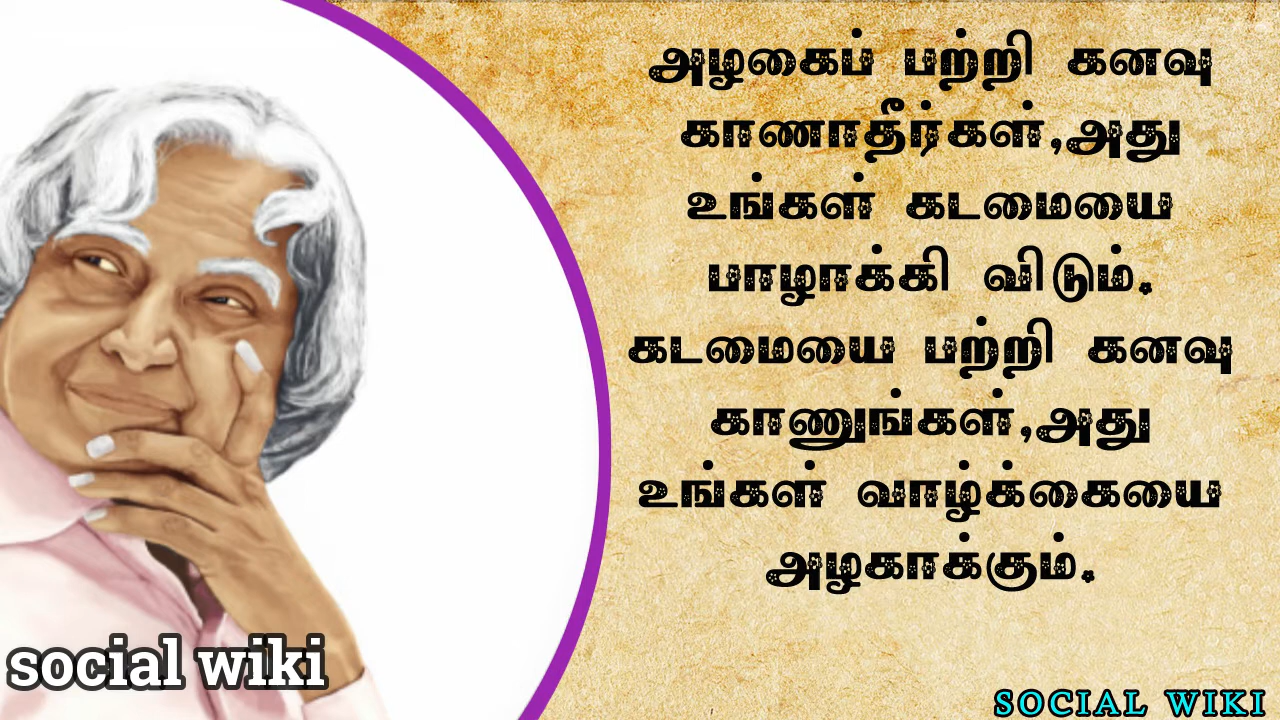 அழகைப் பற்றி கனவு
காணாதீர்கள்,அது
உங்கள் கடமையை
பாழாக்கி விடும்.
கடமையை பற்றி கனவு
காணுங்கள்,அது
உங்கள் வாழ்க்கையை
அழகாக்கும்.
social wiki
SOCIAL WIKI